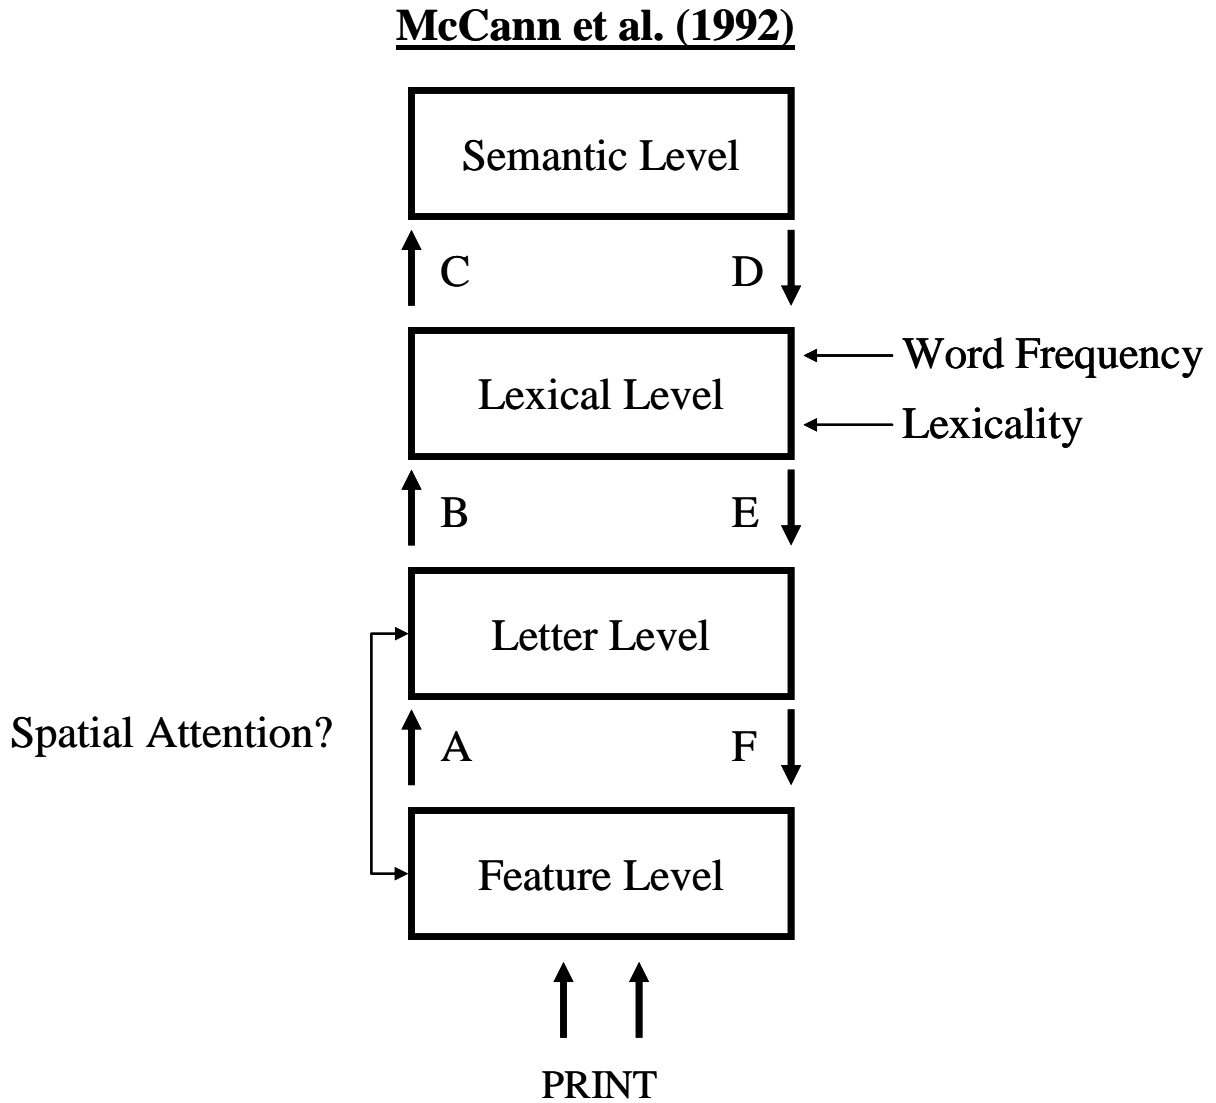 McCann et al. (1992)
Semantic Level
C
D
Word Frequency
Lexical Level
Lexicality
B
E
Letter Level
Spatial Attention?
A
F
Feature Level
PRINT